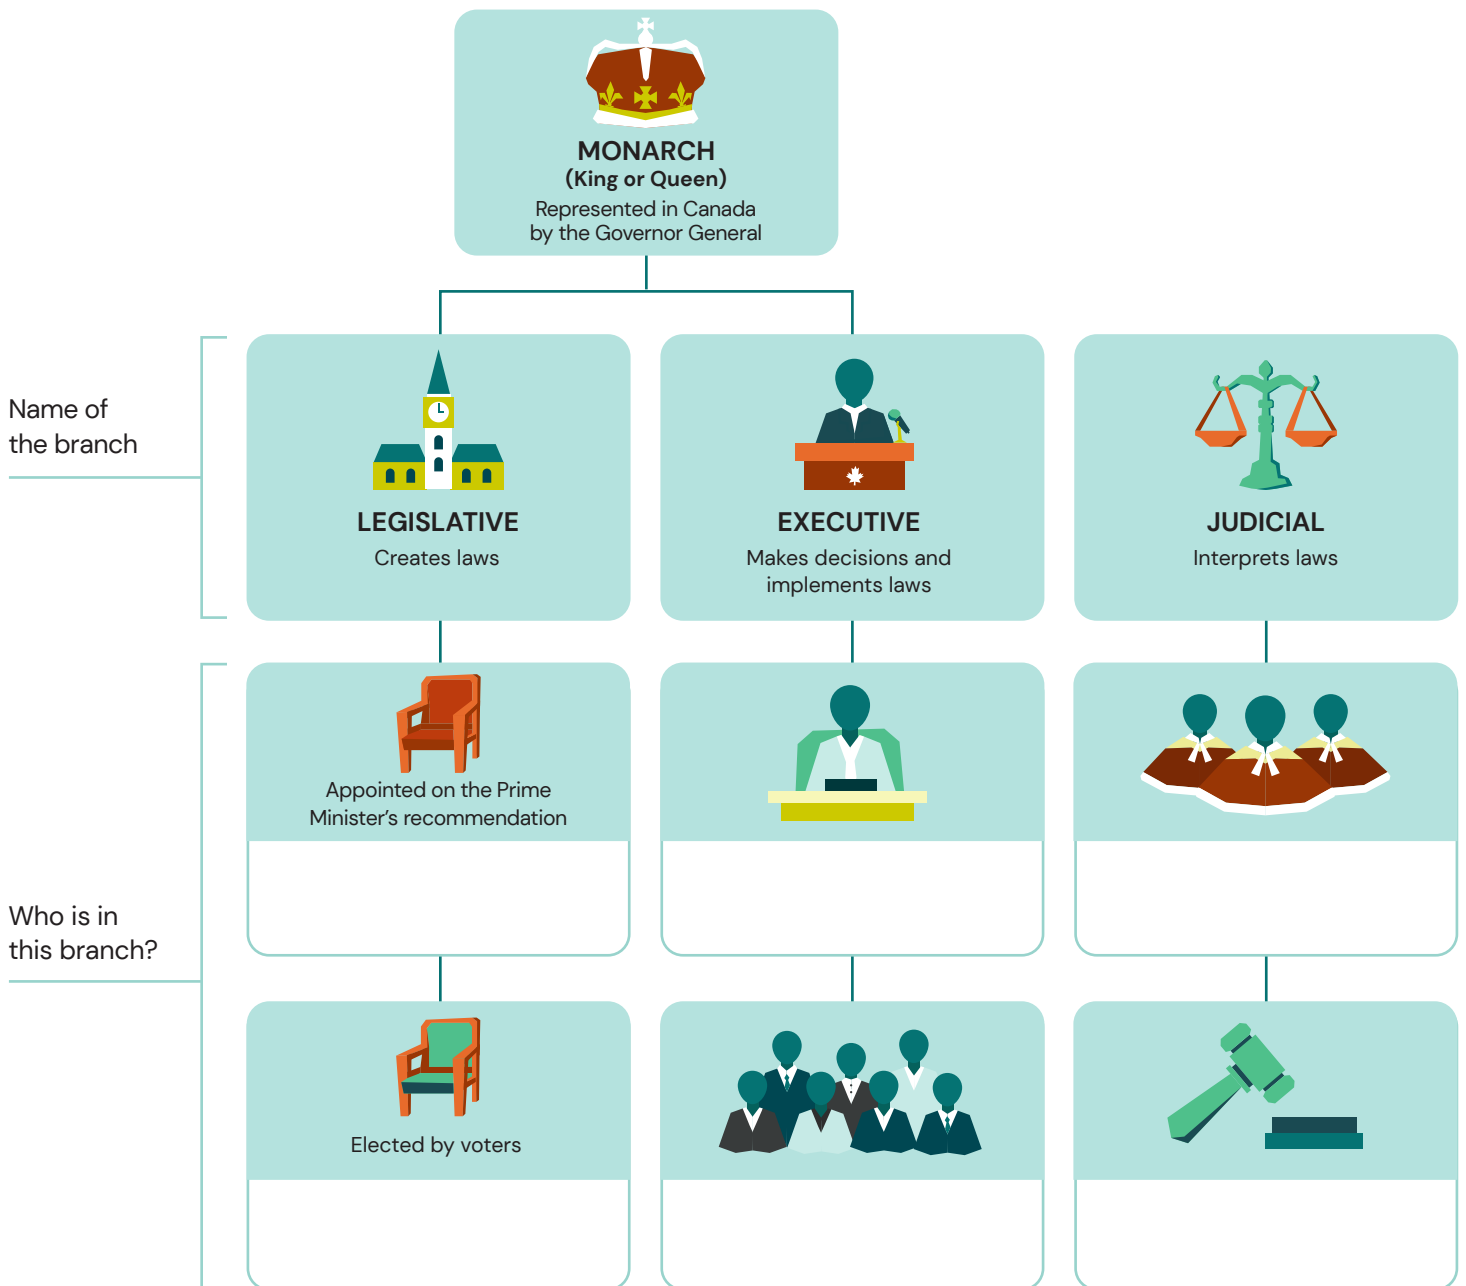 MONARCH
(King or Queen)
Represented in Canada
by the Governor General
Name of
the branch
LEGISLATIVE
Creates laws
EXECUTIVE
Makes decisions and
implements laws
JUDICIAL
Interprets laws
Who is in
this branch?
Appointed on the Prime
Minister’s recommendation
Elected by voters